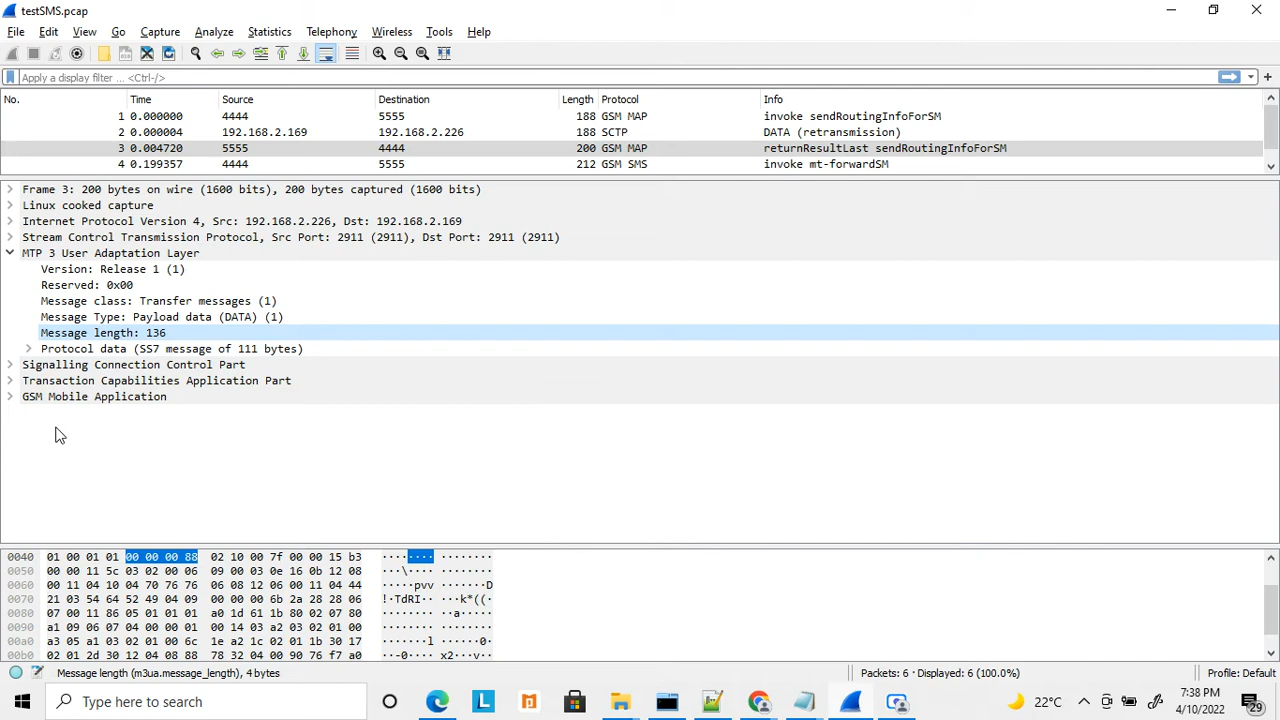 testSMS.pcap
File Edit View Go Capture Analyze Statistics Telephony Wireless Tools Help
Apply a display filter ... <Ctrl-/>
No. Time Source Destination Length Protocol Info
1 0.000000 4444 5555 188 GSM MAP invoke sendRoutingInfoForSM
2 0.000004 192.168.2.169 192.168.2.226 188 SCTP DATA (retransmission)
3 0.004720 5555 4444 200 GSM MAP returnResultLast sendRoutingInfoForSM
4 0.199357 4444 5555 212 GSM SMS invoke mt-forwardSM
Frame 3: 200 bytes on wire (1600 bits), 200 bytes captured (1600 bits)
Linux cooked capture
Internet Protocol Version 4, Src: 192.168.2.226, Dst: 192.168.2.169
Stream Control Transmission Protocol, Src Port: 2911 (2911), Dst Port: 2911 (2911)
MTP 3 User Adaptation Layer
Version: Release 1 (1)
Reserved: 0x00
Message class: Transfer messages (1)
Message Type: Payload data (DATA) (1)
Message length: 136
Protocol data (SS7 message of 111 bytes)
Signalling Connection Control Part
Transaction Capabilities Application Part
GSM Mobile Application
0040 01 00 01 01 00 00 00 88 02 10 00 7f 00 00 15 b3 ········ ········
0050 00 00 11 5c 03 02 00 06 09 00 03 0e 16 0b 12 08 ···\···· ········
0060 00 11 04 10 04 70 76 76 06 08 12 06 00 11 04 44 ·····pvv ·······D
0070 21 03 54 64 52 49 04 09 00 00 00 6b 2a 28 28 06 !·TdRI·· ···k*((·
0080 07 00 11 86 05 01 01 01 a0 1d 61 1b 80 02 07 80 ········ ··a·····
0090 a1 09 06 07 04 00 00 01 00 14 03 a2 03 02 01 00 ········ ········
00a0 a3 05 a1 03 02 01 00 6c 1e a2 1c 02 01 1b 30 17 ·······l ······0·
00b0 02 01 2d 30 12 04 08 88 78 32 04 00 90 76 f7 a0 ··-0···· x2···v··
Message length (m3ua.message_length), 4 bytes Packets: 6 · Displayed: 6 (100.0%) Profile: Default
Type here to search 22°C 7:38 PM
4/10/2022 29